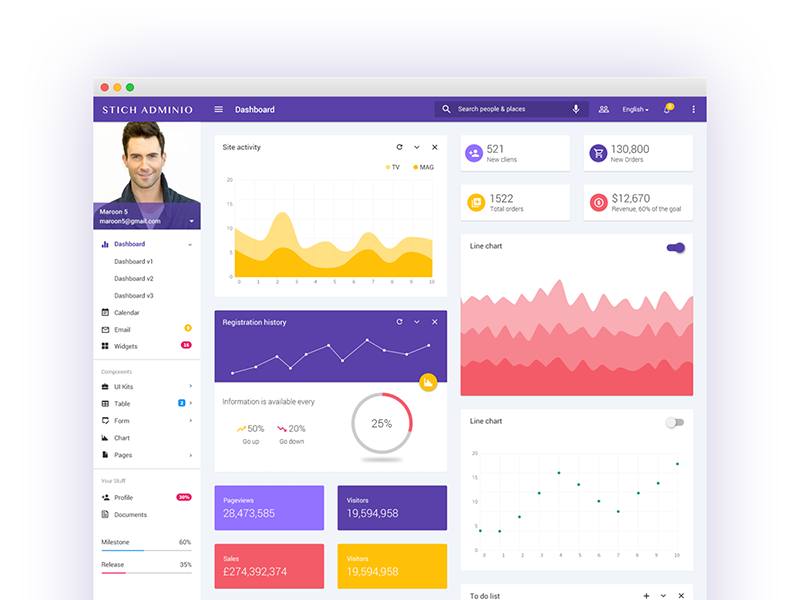 STICH ADMINIO
Dashboard
Search people & places
English
2
Maroon 5
maroon5@gmail.com
Dashboard
Dashboard v1
Dashboard v2
Dashboard v3
Calendar
Email
Widgets
15
Components
UI Kits
Table
2
Form
Chart
Pages
Your Stuff
Profile
30%
Documents
Milestone 60%
Release 35%
Site activity
TV MAG
20
15
10
5
0
0 1 2 3 4 5 6 7 8 9 10
Registration history
Information is available every
50% 20%
Go up Go down
25%
Pageviews
28,473,585
Visitors
19,594,958
Sales
£274,392,374
Visitors
19,594,958
521
New cliens
130,800
New Orders
1522
Total orders
$12,670
Revenue, 60% of the goal
Line chart
Line chart
20
15
10
5
0
0 1 2 3 4 5 6 7 8 9 10
To do list